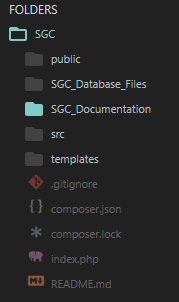 FOLDERS
SGC
public
SGC_Database_Files
SGC_Documentation
src
templates
.gitignore
composer.json
composer.lock
index.php
README.md